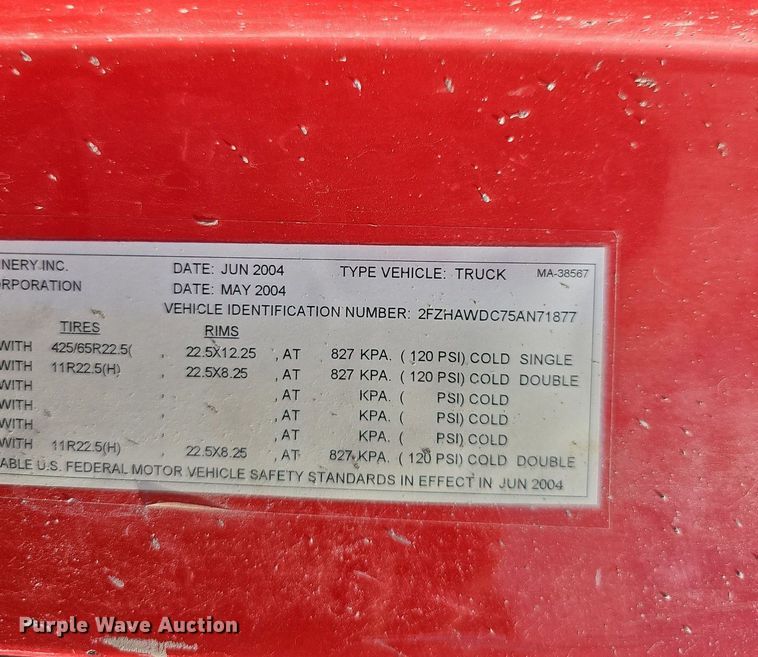 NERY INC. DATE: JUN 2004 TYPE VEHICLE: TRUCK MA-38567
ORPORATION DATE: MAY 2004
VEHICLE IDENTIFICATION NUMBER: 2FZHAWDC75AN71877
TIRES RIMS
WITH 425/65R22.5( , 22.5X12.25 , AT 827 KPA. ( 120 PSI) COLD SINGLE
WITH 11R22.5(H) , 22.5X8.25 , AT 827 KPA. ( 120 PSI) COLD DOUBLE
WITH , , AT KPA. ( PSI) COLD
WITH , , AT KPA. ( PSI) COLD
WITH , , AT KPA. ( PSI) COLD
WITH 11R22.5(H) , 22.5X8.25 , AT 827 KPA. ( 120 PSI) COLD DOUBLE
ABLE U.S. FEDERAL MOTOR VEHICLE SAFETY STANDARDS IN EFFECT IN JUN 2004
Purple Wave Auction